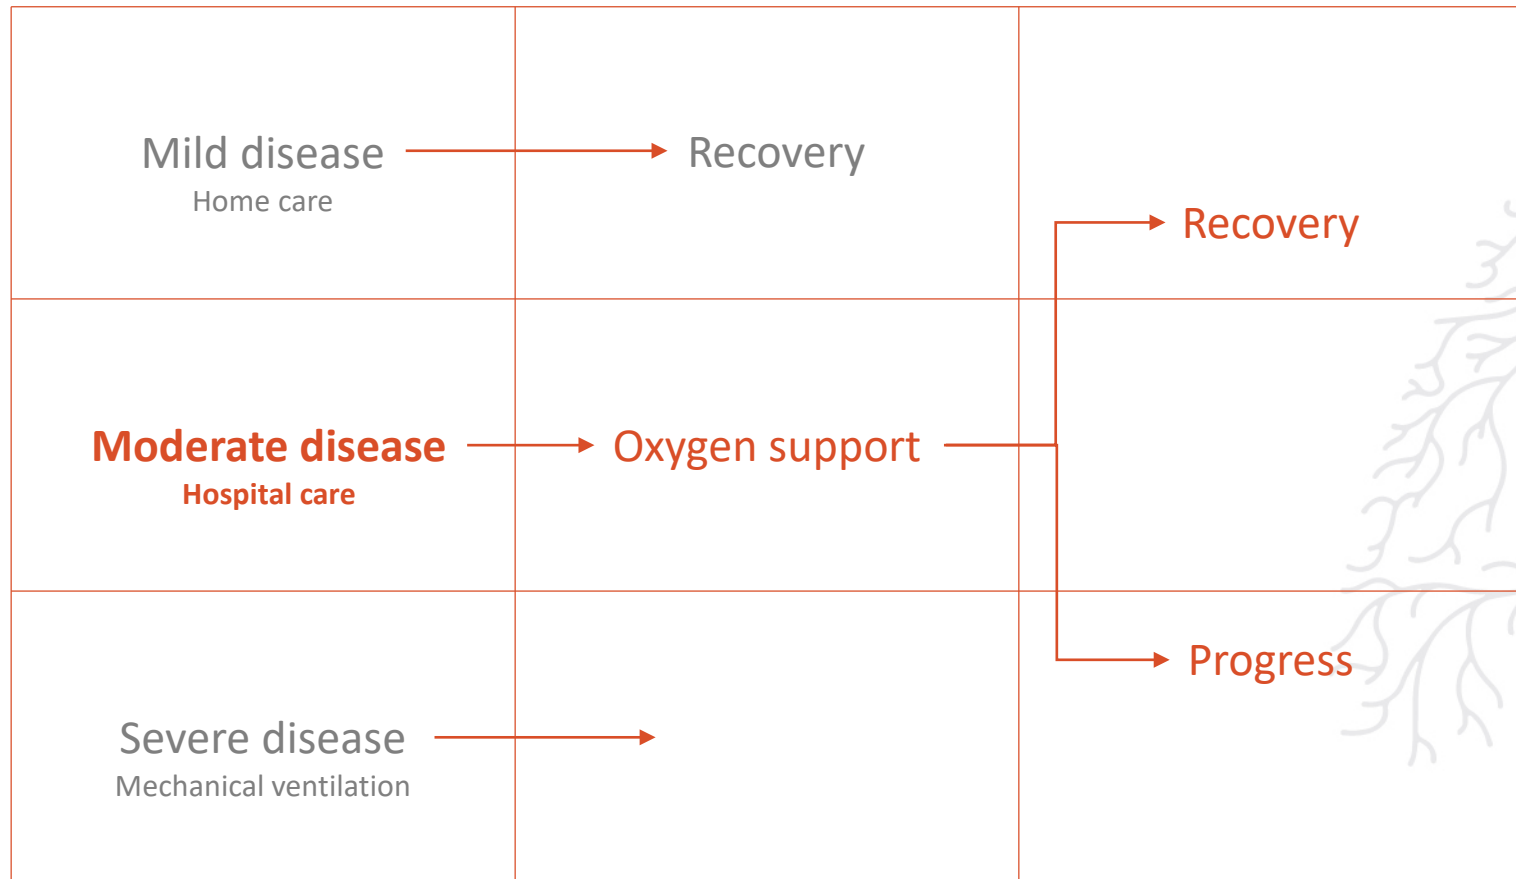 Mild disease
Home care
Recovery
Recovery
Moderate disease
Hospital care
Oxygen support
Progress
Severe disease
Mechanical ventilation